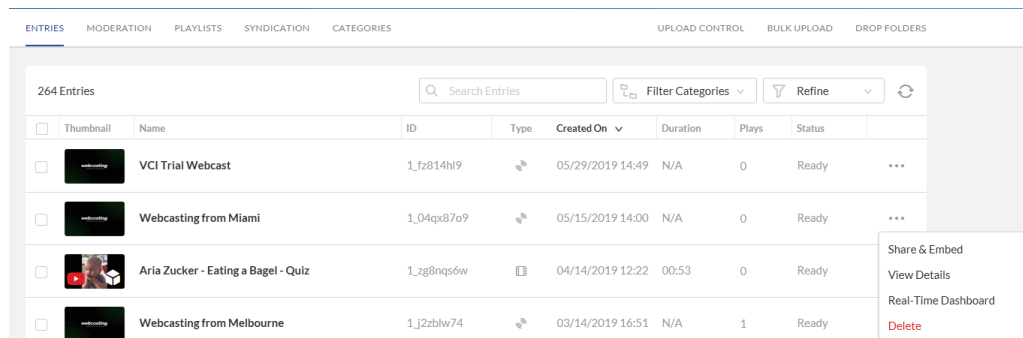 ENTRIES MODERATION PLAYLISTS SYNDICATION CATEGORIES UPLOAD CONTROL BULK UPLOAD DROP FOLDERS
264 Entries Search Entries Filter Categories Refine
Thumbnail Name ID Type Created On Duration Plays Status
webcasting VCI Trial Webcast 1_fz814hl9 05/29/2019 14:49 N/A 0 Ready
webcasting Webcasting from Miami 1_04qx87o9 05/15/2019 14:00 N/A 0 Ready
Share & Embed
Aria Zucker - Eating a Bagel - Quiz 1_zg8nqs6w 04/14/2019 12:22 00:53 0 Ready
View Details
Real-Time Dashboard
webcasting Webcasting from Melbourne 1_j2zblw74 03/14/2019 16:51 N/A 1 Ready
Delete